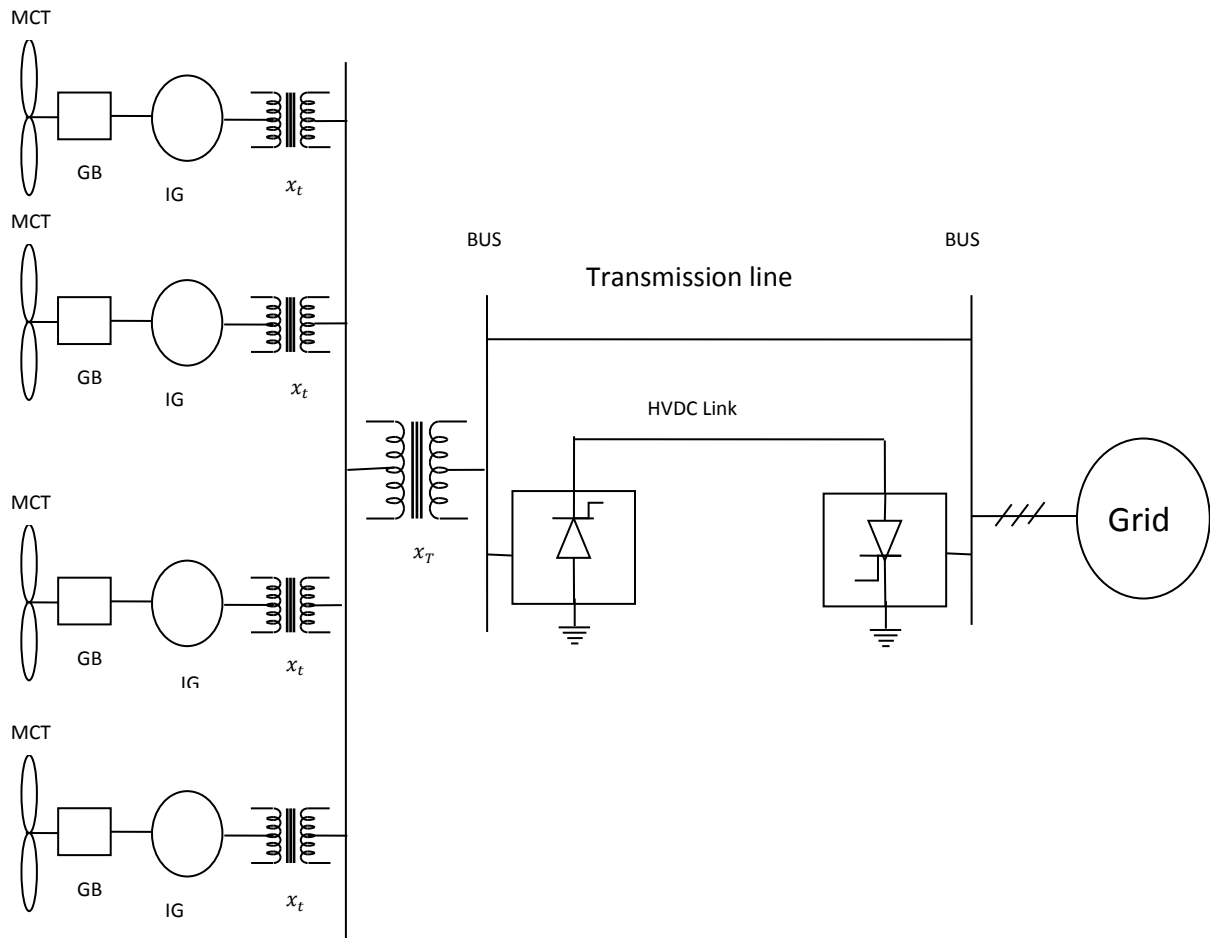 MCT
GB
IG
x_t
MCT
GB
IG
x_t
BUS
BUS
Transmission line
HVDC Link
x_T
Grid
MCT
GB
IG
x_t
MCT
GB
IG
x_t